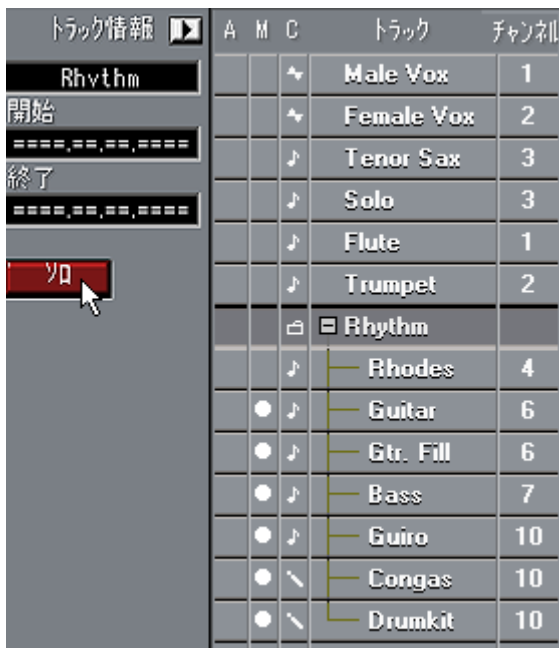 トラック情報
Rhythm
開始
====.==.==.====
終了
====.==.==.====
ソロ
A M C トラック チャンネル
Male Vox 1
Female Vox 2
Tenor Sax 3
Solo 3
Flute 1
Trumpet 2
Rhythm
Rhodes 4
Guitar 6
Gtr. Fill 6
Bass 7
Guiro 10
Congas 10
Drumkit 10